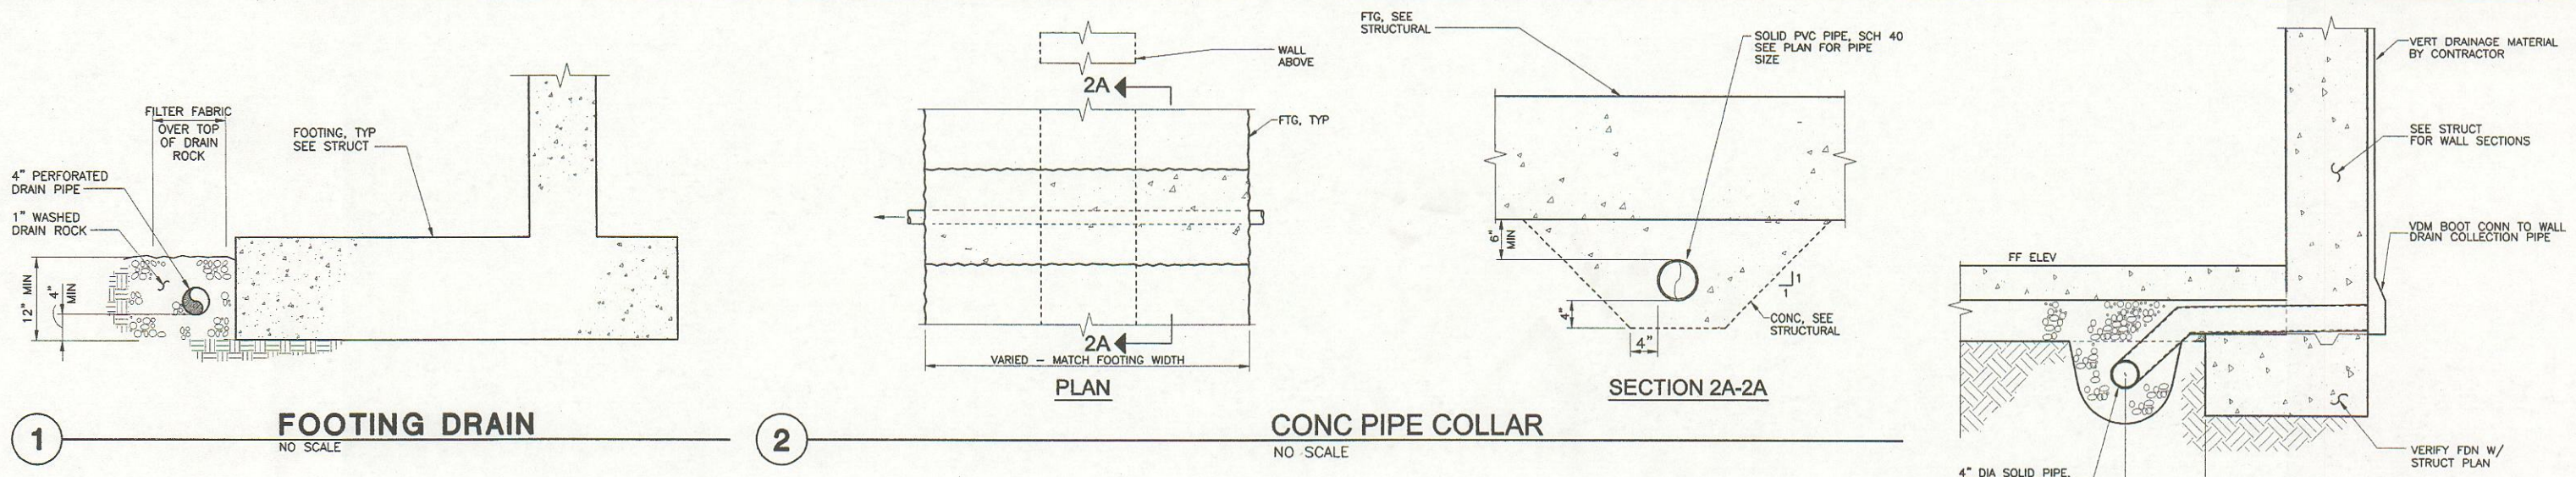 FILTER FABRIC
OVER TOP
OF DRAIN
ROCK
FOOTING, TYP
SEE STRUCT
4" PERFORATED
DRAIN PIPE
1" WASHED
DRAIN ROCK
12" MIN
4"
MIN
1
FOOTING DRAIN
NO SCALE
WALL
ABOVE
2A
FTG, TYP
2A
VARIED - MATCH FOOTING WIDTH
PLAN
FTG, SEE
STRUCTURAL
SOLID PVC PIPE, SCH 40
SEE PLAN FOR PIPE
SIZE
6"
MIN
4"
4"
1
1
CONC, SEE
STRUCTURAL
SECTION 2A-2A
2
CONC PIPE COLLAR
NO SCALE
VERT DRAINAGE MATERIAL
BY CONTRACTOR
SEE STRUCT
FOR WALL SECTIONS
VDM BOOT CONN TO WALL
DRAIN COLLECTION PIPE
FF ELEV
VERIFY FDN W/
STRUCT PLAN
4" DIA SOLID PIPE,